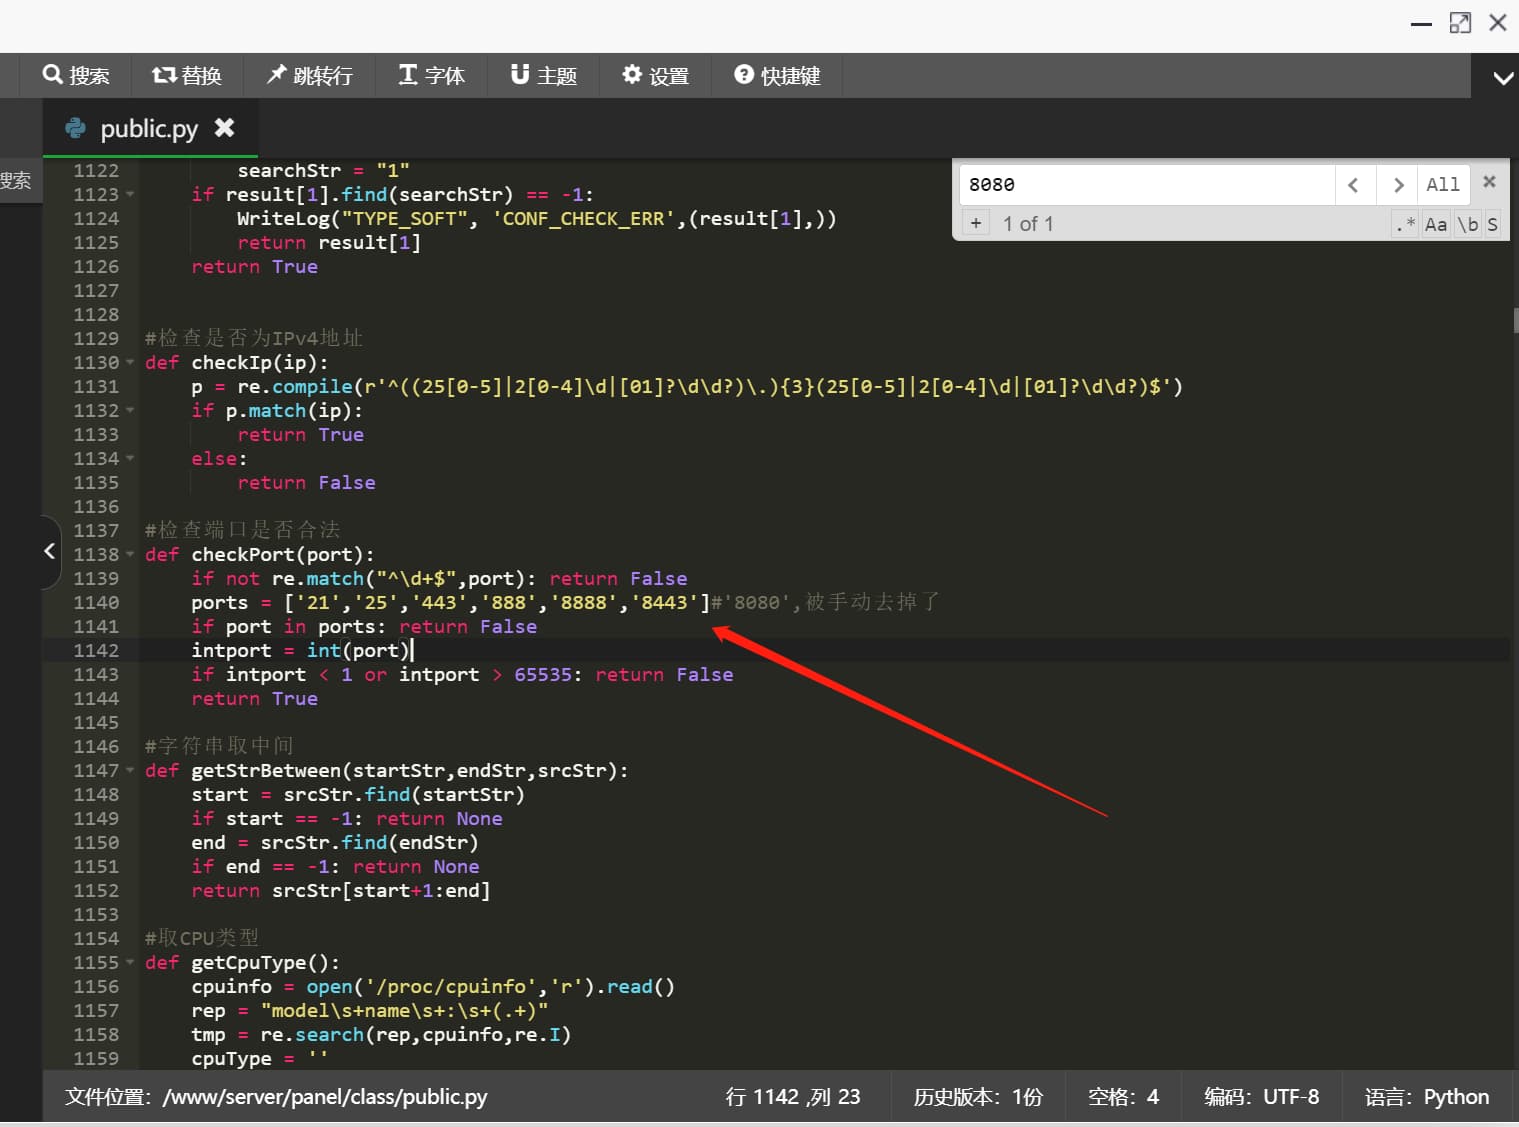 搜索 替换 跳转行 字体 主题 设置 快捷键
public.py
搜索
8080 All
+ 1 of 1 .* Aa \b S
1122 searchStr = "1"
1123 if result[1].find(searchStr) == -1:
1124 WriteLog("TYPE_SOFT", 'CONF_CHECK_ERR',(result[1],))
1125 return result[1]
1126 return True
1127
1128
1129 #检查是否为IPv4地址
1130 def checkIp(ip):
1131 p = re.compile(r'^((25[0-5]|2[0-4]\d|[01]?\d\d?)\.){3}(25[0-5]|2[0-4]\d|[01]?\d\d?)$')
1132 if p.match(ip):
1133 return True
1134 else:
1135 return False
1136
1137 #检查端口是否合法
1138 def checkPort(port):
1139 if not re.match("^\d+$",port): return False
1140 ports = ['21','25','443','888','8888','8443']#'8080',被手动去掉了
1141 if port in ports: return False
1142 intport = int(port)
1143 if intport < 1 or intport > 65535: return False
1144 return True
1145
1146 #字符串取中间
1147 def getStrBetween(startStr,endStr,srcStr):
1148 start = srcStr.find(startStr)
1149 if start == -1: return None
1150 end = srcStr.find(endStr)
1151 if end == -1: return None
1152 return srcStr[start+1:end]
1153
1154 #取CPU类型
1155 def getCpuType():
1156 cpuinfo = open('/proc/cpuinfo','r').read()
1157 rep = "model\s+name\s+:\s+(.+)"
1158 tmp = re.search(rep,cpuinfo,re.I)
1159 cpuType = ''
文件位置：/www/server/panel/class/public.py 行 1142 ,列 23 历史版本：1份 空格：4 编码：UTF-8 语言：Python